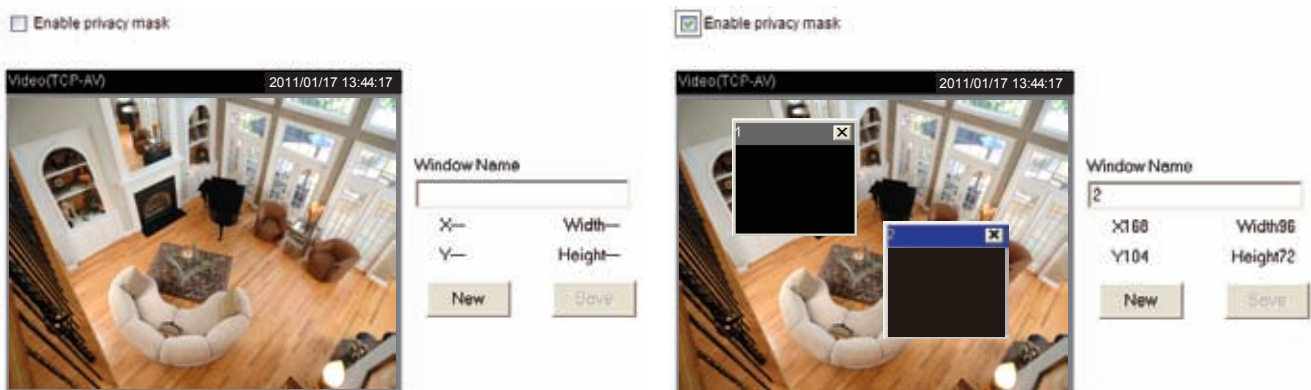 Enable privacy mask
Video(TCP-AV) 2011/01/17 13:44:17
Window Name
X— Width—
Y— Height—
New Save
Enable privacy mask
Video(TCP-AV) 2011/01/17 13:44:17
1
2
Window Name
2
X168 Width96
Y104 Height72
New Save